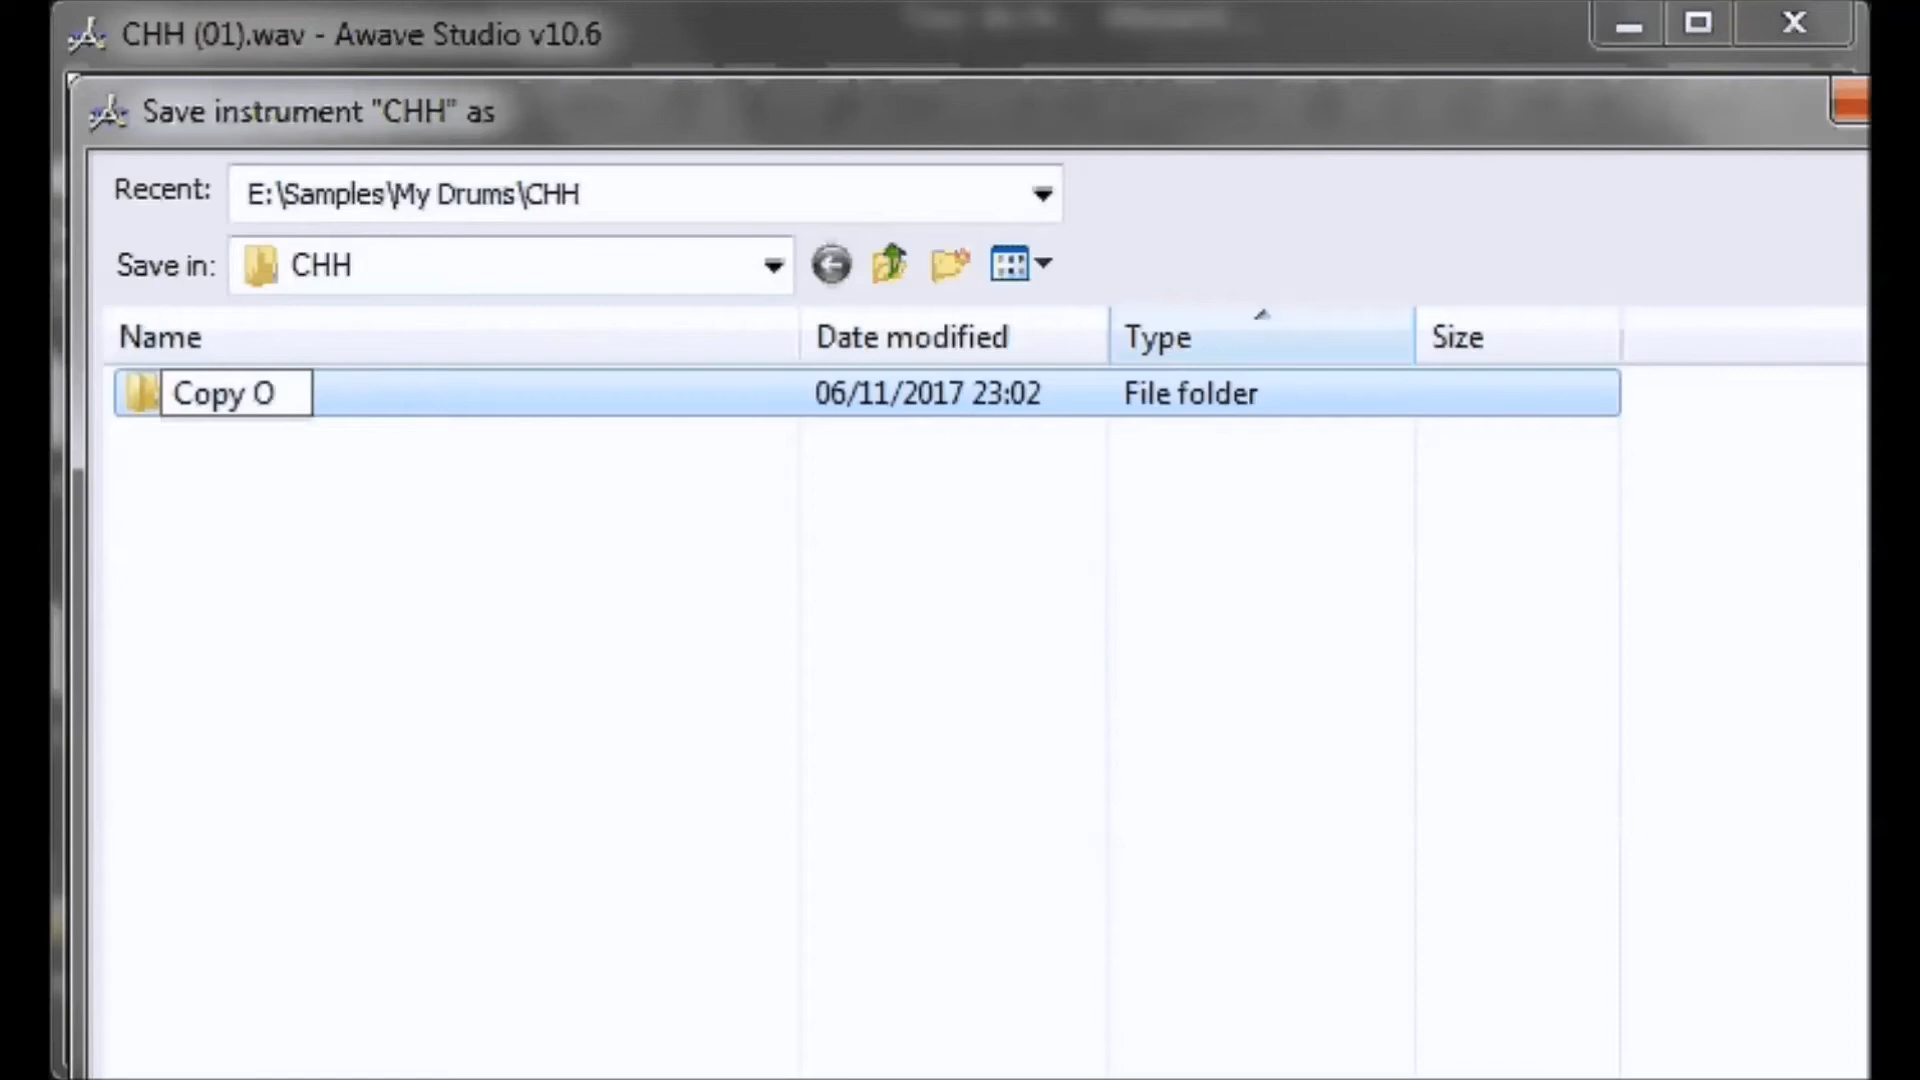 CHH (01).wav - Awave Studio v10.6
Save instrument "CHH" as
Recent: E:\Samples\My Drums\CHH
Save in: CHH
Name Date modified Type Size
Copy O 06/11/2017 23:02 File folder